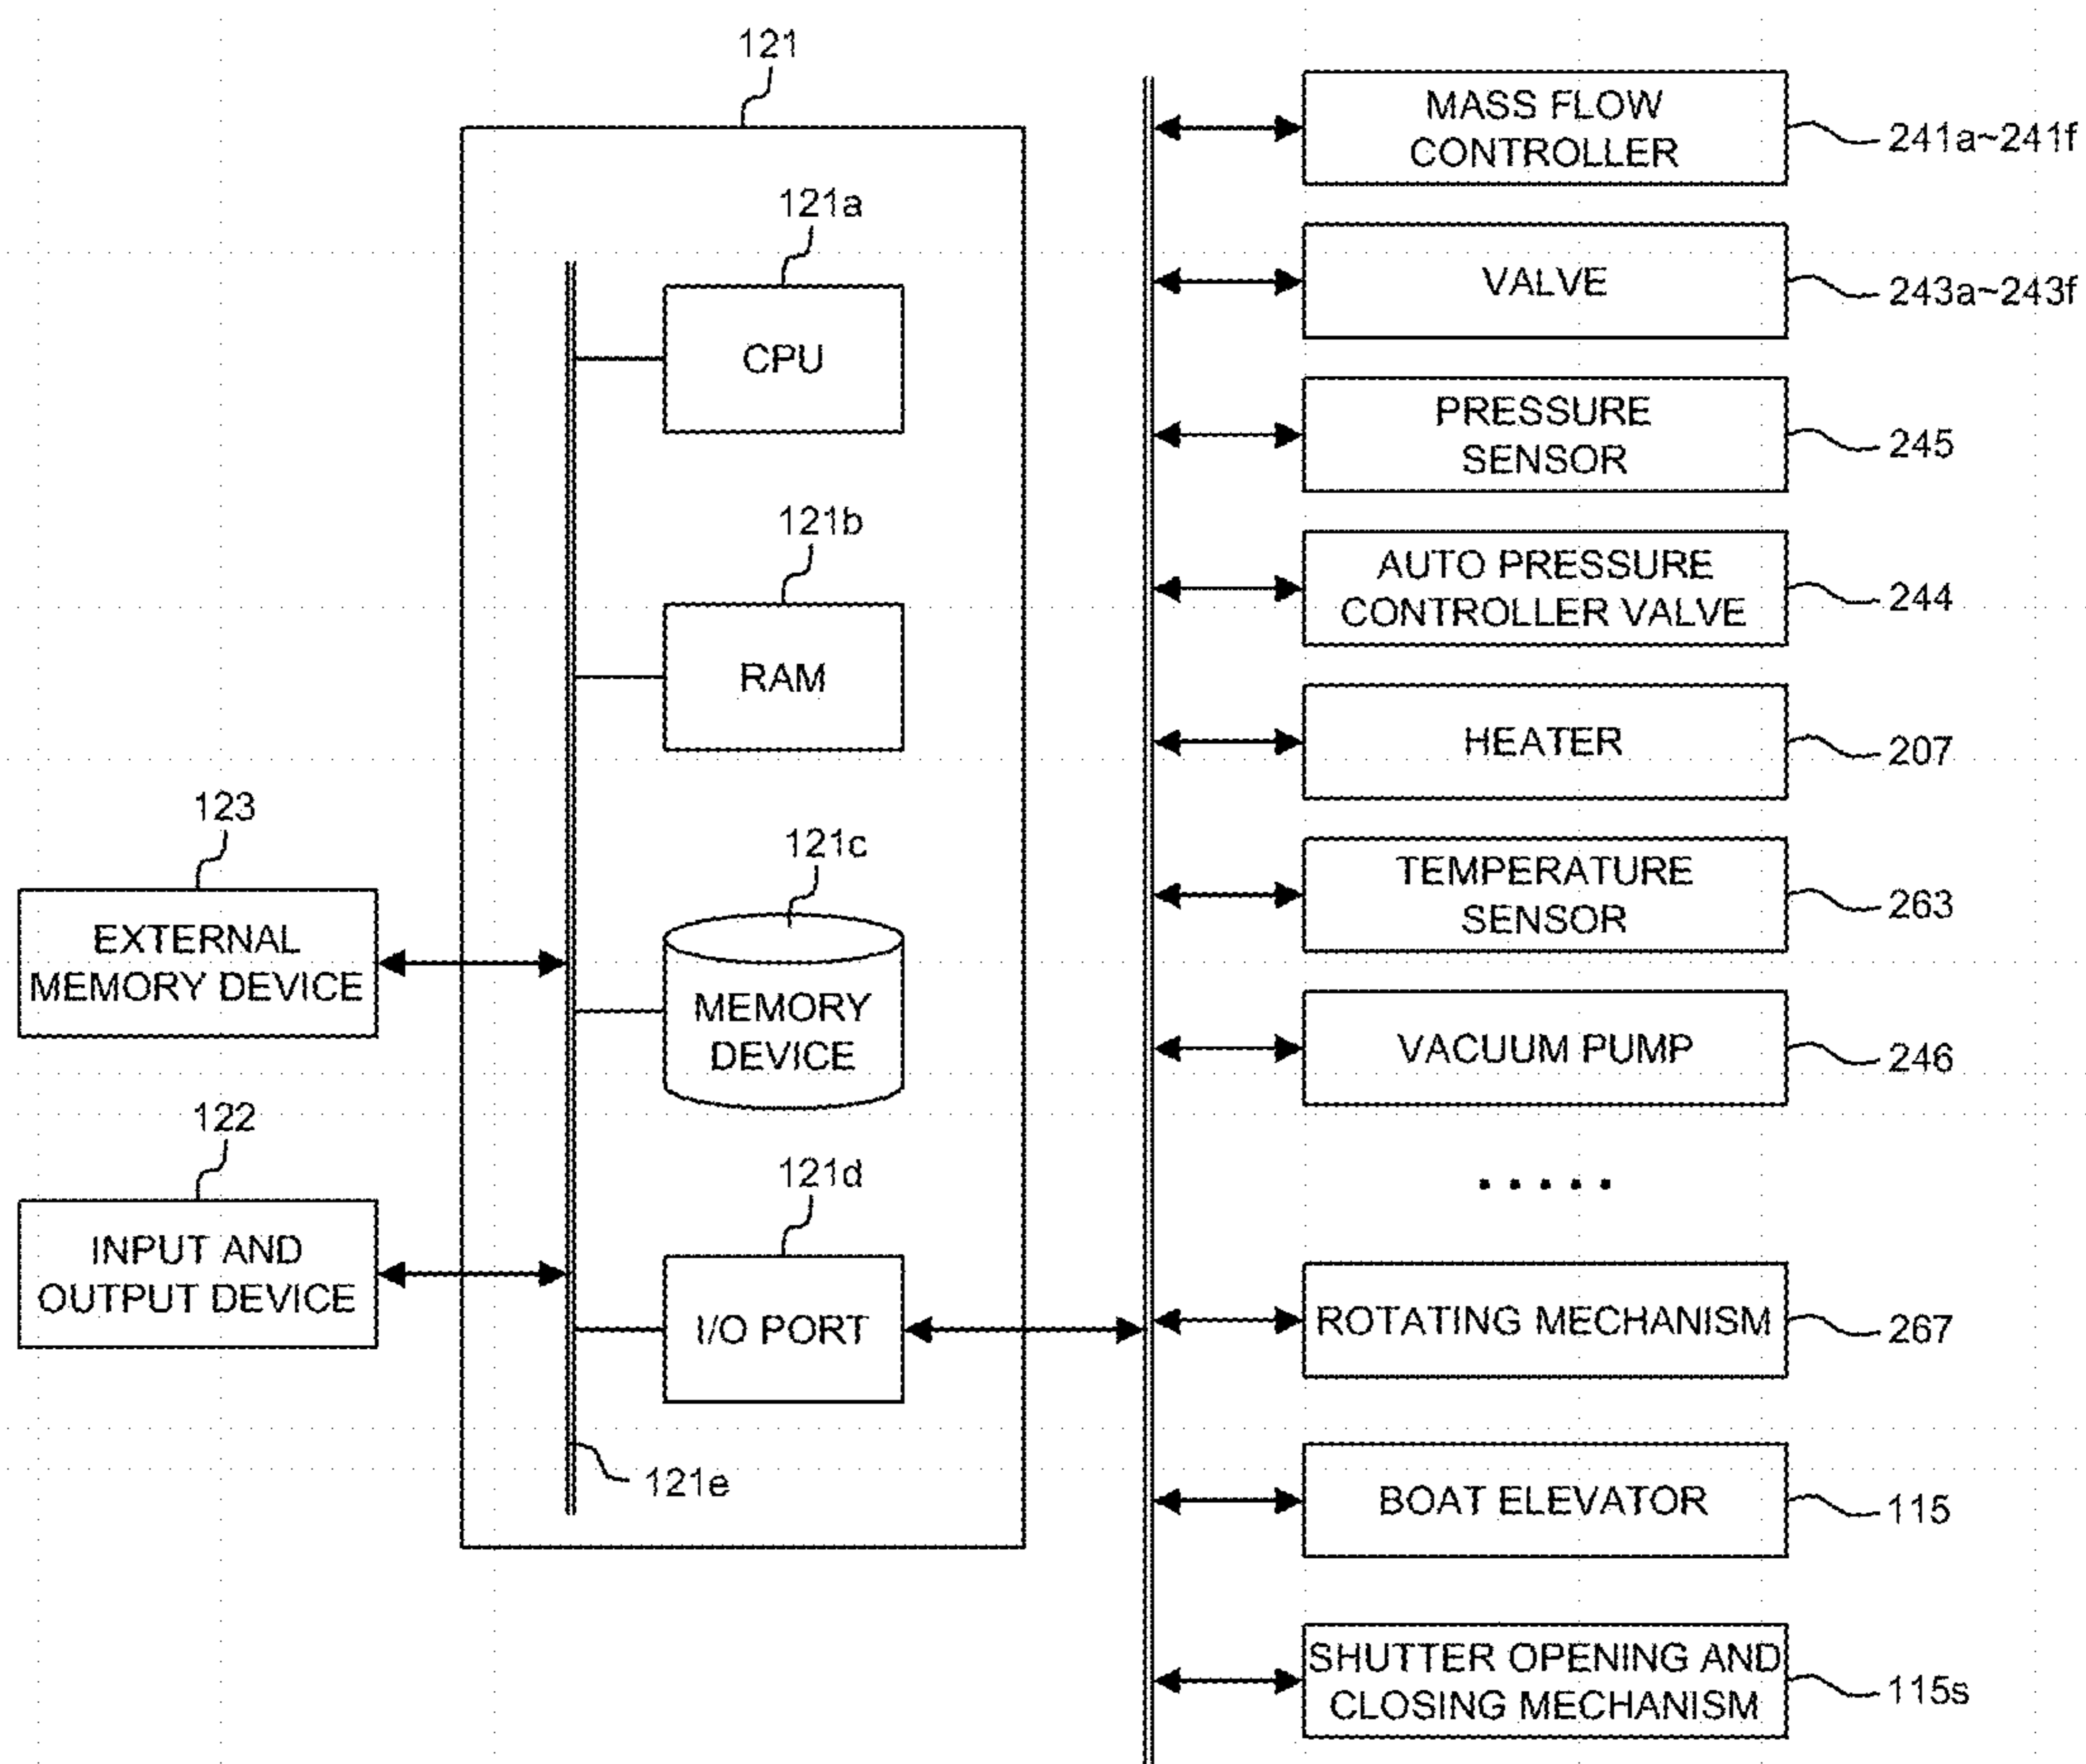 121
121a
CPU
121b
RAM
123
EXTERNAL
MEMORY DEVICE
121c
MEMORY
DEVICE
122
INPUT AND
OUTPUT DEVICE
121d
I/O PORT
121e
MASS FLOW
CONTROLLER
241a~241f
VALVE
243a~243f
PRESSURE
SENSOR
245
AUTO PRESSURE
CONTROLLER VALVE
244
HEATER
207
TEMPERATURE
SENSOR
263
VACUUM PUMP
246
.....
ROTATING MECHANISM
267
BOAT ELEVATOR
115
SHUTTER OPENING AND
CLOSING MECHANISM
115s